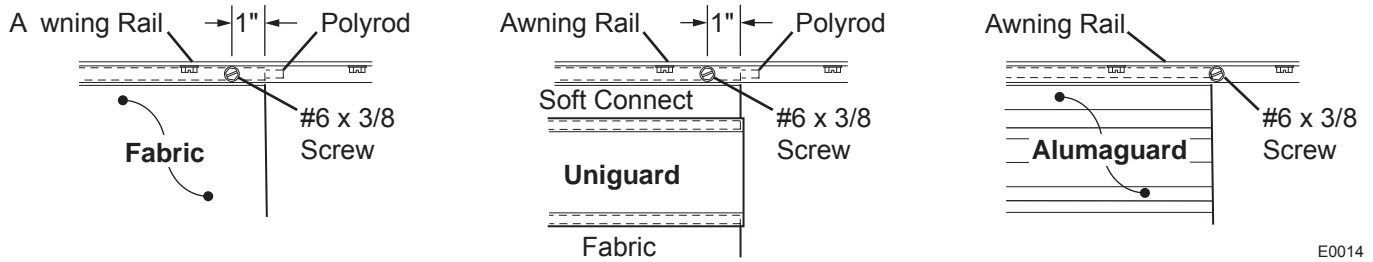 A wning Rail
1"
Polyrod
#6 x 3/8
Screw
Fabric
Awning Rail
1"
Polyrod
Soft Connect
#6 x 3/8
Screw
Uniguard
Fabric
Awning Rail
#6 x 3/8
Screw
Alumaguard
E0014